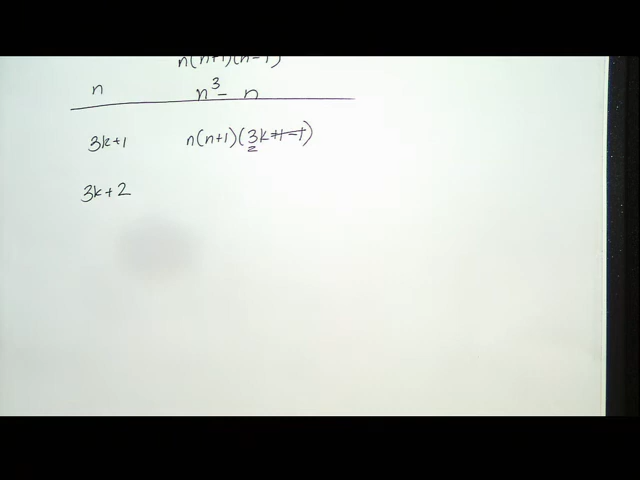 n(n+1)(n-1)
n n³ - n
3k+1 n(n+1)(3k+1-1)
3k+2